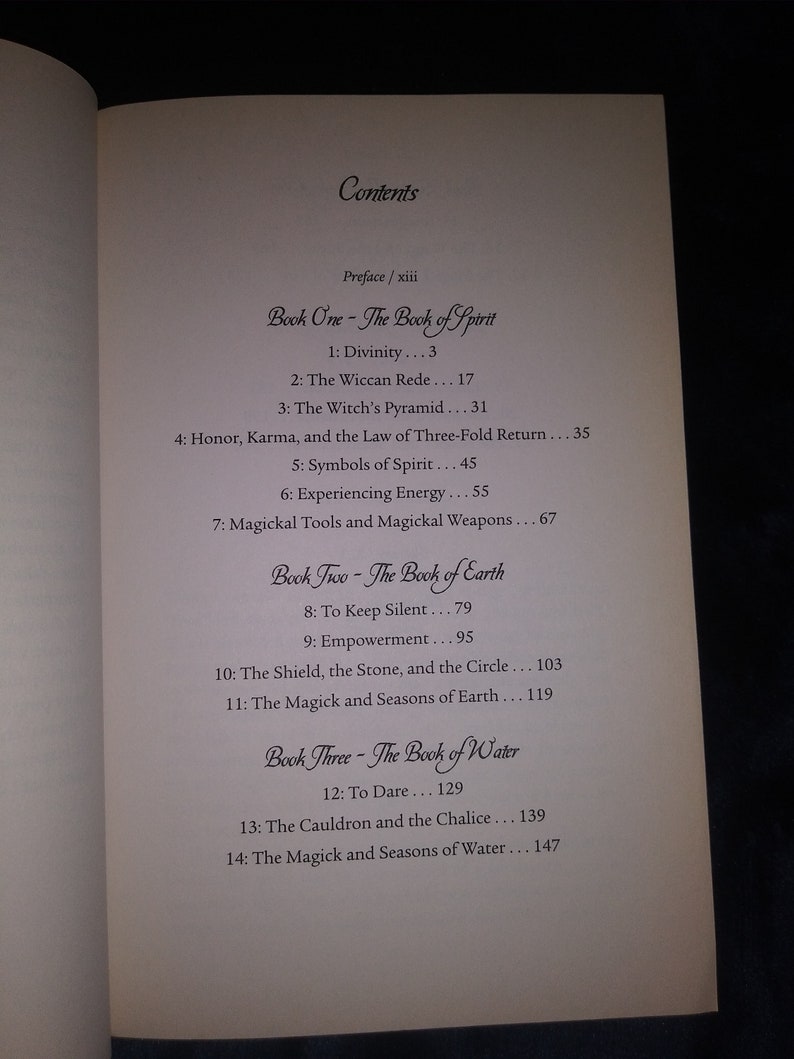 Contents
Preface / xiii
Book One - The Book of Spirit
1: Divinity . . . 3
2: The Wiccan Rede . . . 17
3: The Witch's Pyramid . . . 31
4: Honor, Karma, and the Law of Three-Fold Return . . . 35
5: Symbols of Spirit . . . 45
6: Experiencing Energy . . . 55
7: Magickal Tools and Magickal Weapons . . . 67
Book Two - The Book of Earth
8: To Keep Silent . . . 79
9: Empowerment . . . 95
10: The Shield, the Stone, and the Circle . . . 103
11: The Magick and Seasons of Earth . . . 119
Book Three - The Book of Water
12: To Dare . . . 129
13: The Cauldron and the Chalice . . . 139
14: The Magick and Seasons of Water . . . 147